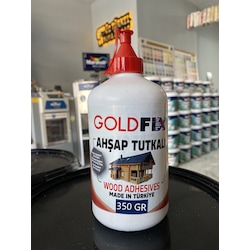 GOLDFIX
AHŞAP TUTKALI
WOOD ADHESIVES
MADE IN TÜRKİYE
350 GR